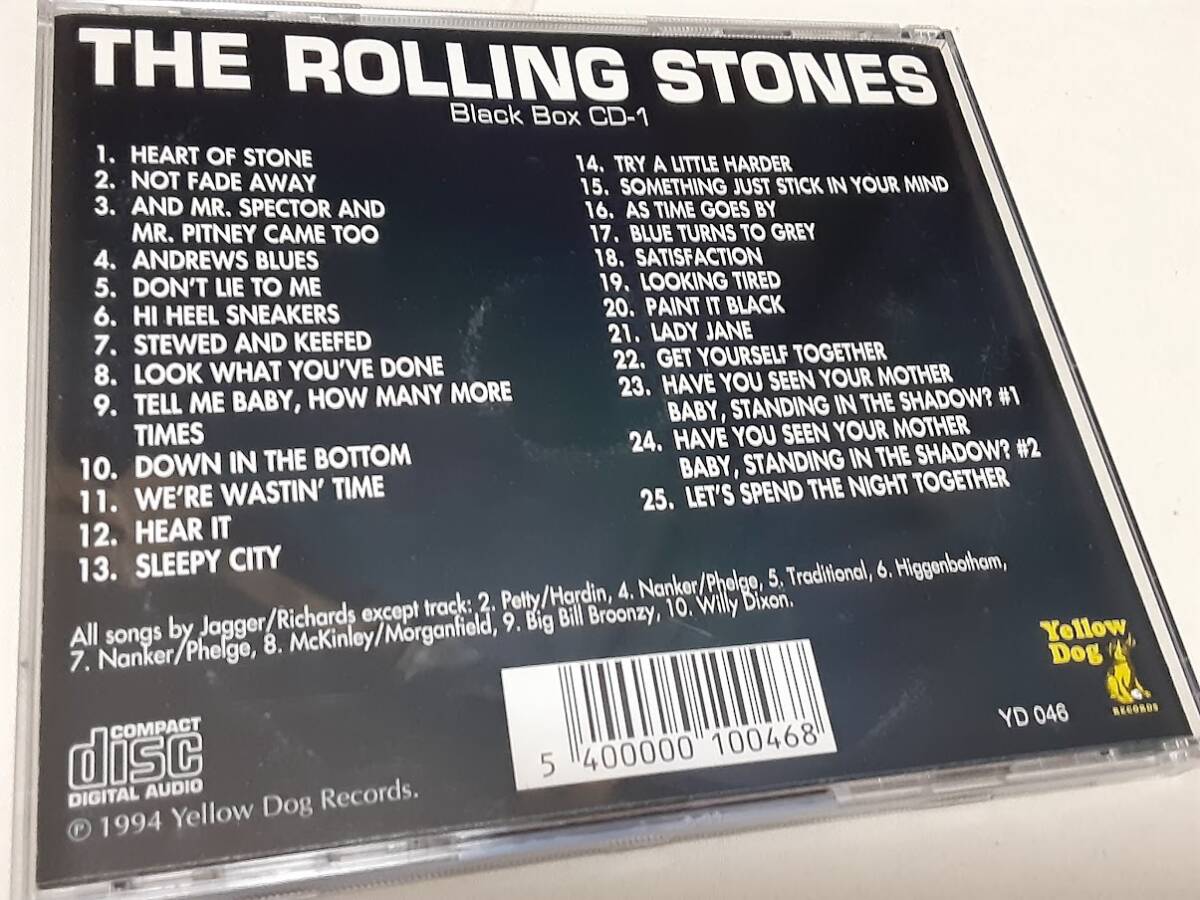 THE ROLLING STONES
Black Box CD-1
1. HEART OF STONE
2. NOT FADE AWAY
3. AND MR. SPECTOR AND
MR. PITNEY CAME TOO
4. ANDREWS BLUES
5. DON'T LIE TO ME
6. HI HEEL SNEAKERS
7. STEWED AND KEEFED
8. LOOK WHAT YOU'VE DONE
9. TELL ME BABY, HOW MANY MORE
TIMES
10. DOWN IN THE BOTTOM
11. WE'RE WASTIN' TIME
12. HEAR IT
13. SLEEPY CITY
14. TRY A LITTLE HARDER
15. SOMETHING JUST STICK IN YOUR MIND
16. AS TIME GOES BY
17. BLUE TURNS TO GREY
18. SATISFACTION
19. LOOKING TIRED
20. PAINT IT BLACK
21. LADY JANE
22. GET YOURSELF TOGETHER
23. HAVE YOU SEEN YOUR MOTHER
BABY, STANDING IN THE SHADOW? #1
24. HAVE YOU SEEN YOUR MOTHER
BABY, STANDING IN THE SHADOW? #2
25. LET'S SPEND THE NIGHT TOGETHER
All songs by Jagger/Richards except track: 2. Petty/Hardin, 4. Nanker/Phelge, 5. Traditional, 6. Higgenbotham,
7. Nanker/Phelge, 8. McKinley/Morganfield, 9. Big Bill Broonzy, 10. Willy Dixon.
COMPACT
disc
DIGITAL AUDIO
℗ 1994 Yellow Dog Records.
5 400000 100468
YD 046
Yellow
Dog
RECORDS